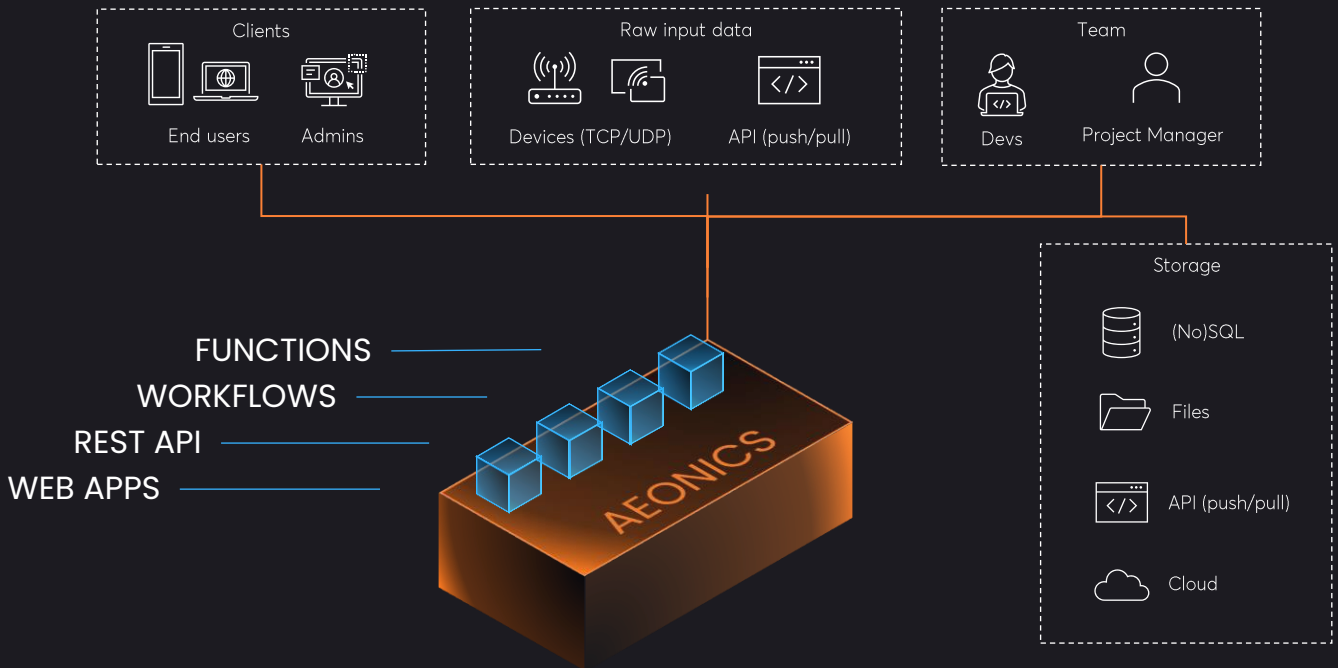 Clients
End users
Admins
Raw input data
Devices (TCP/UDP)
API (push/pull)
Team
Devs
Project Manager
Storage
(No)SQL
Files
API (push/pull)
Cloud
FUNCTIONS
WORKFLOWS
REST API
WEB APPS
AEONICS